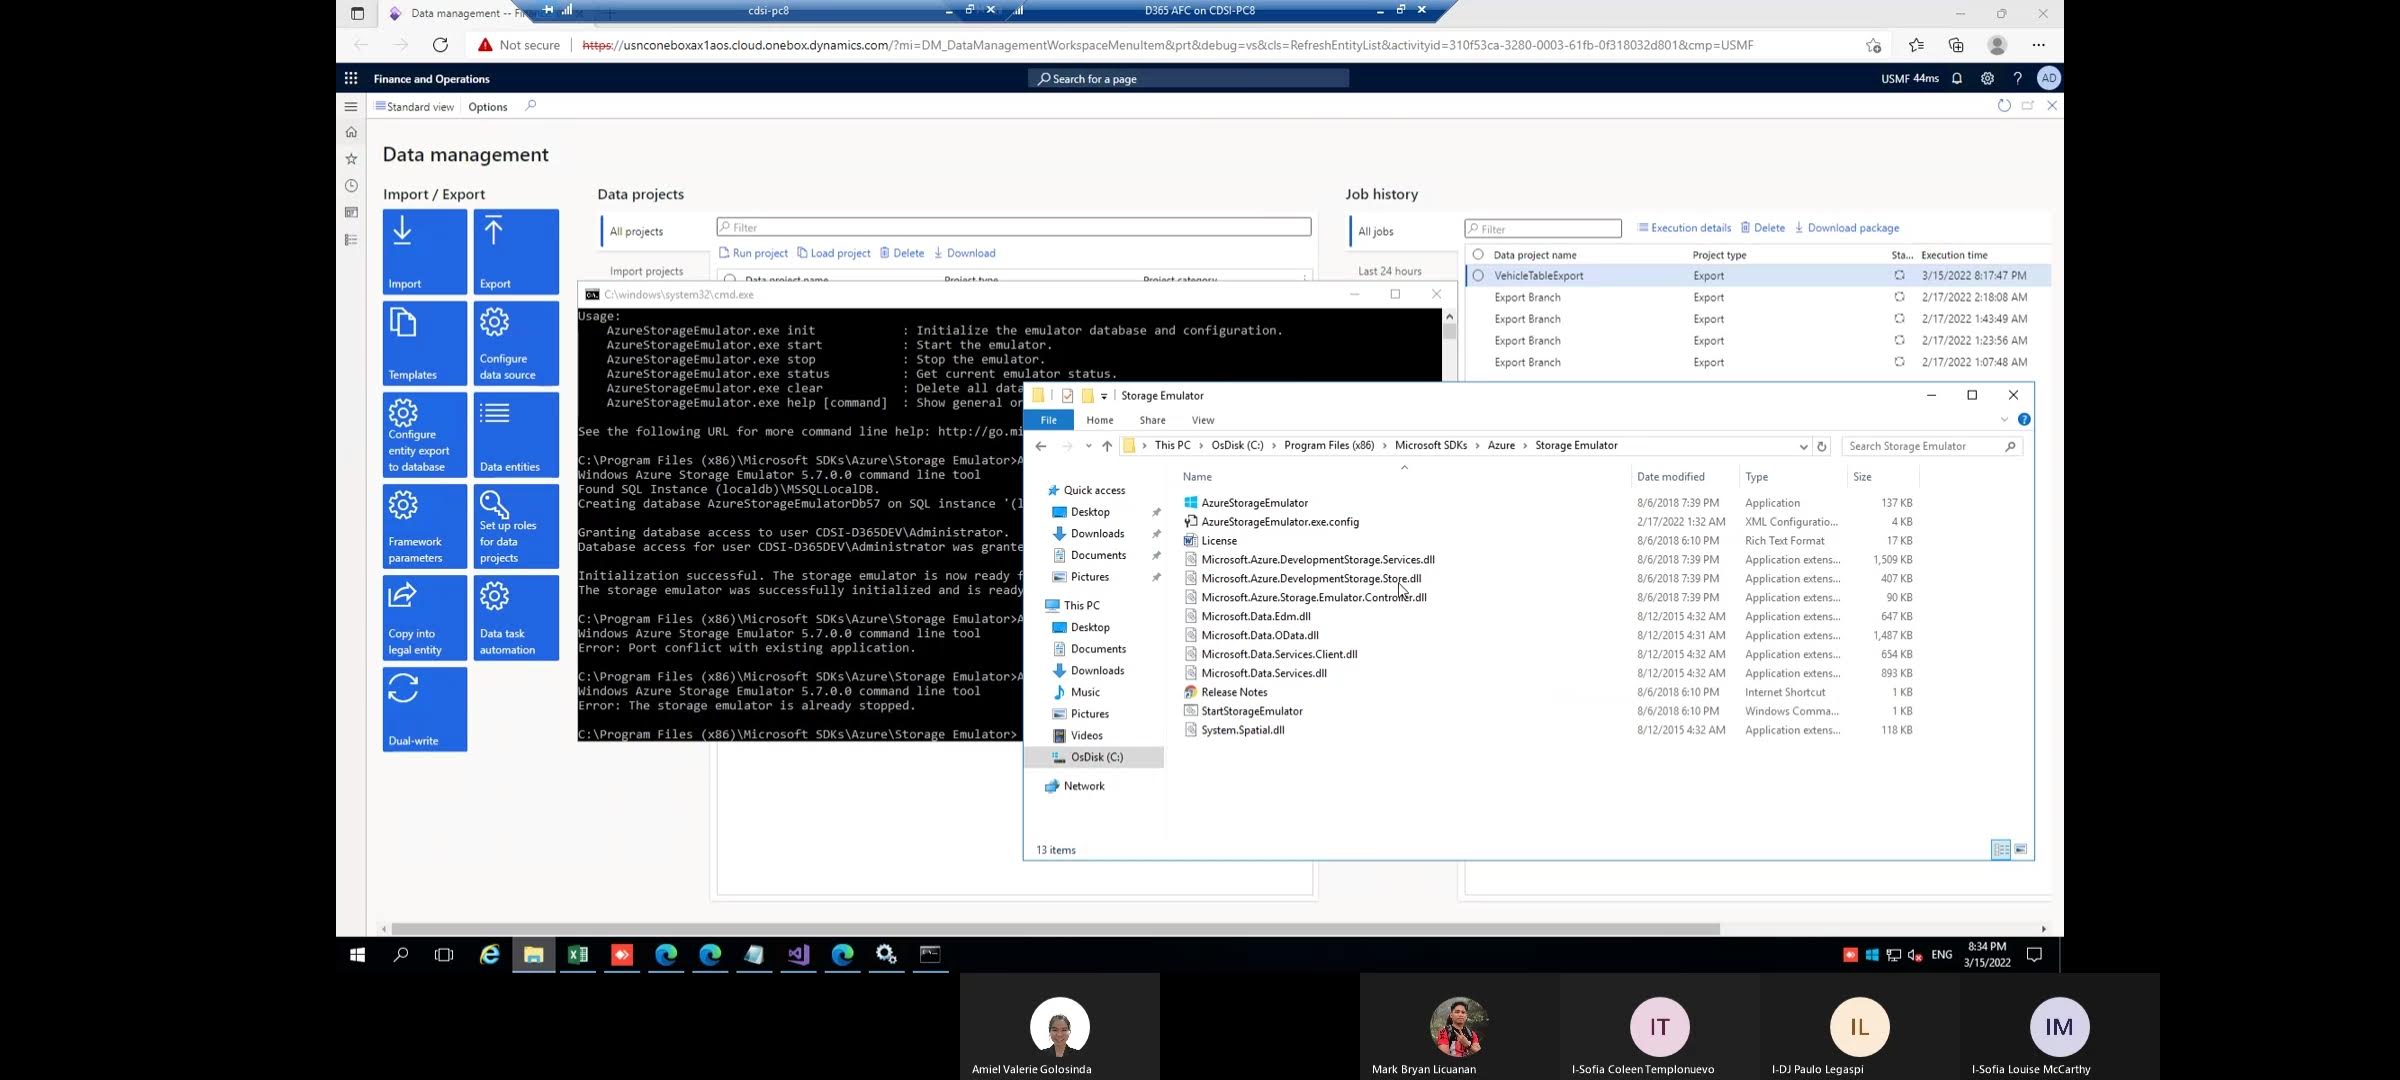 cdsi-pc8
D365 AFC on CDSI-PC8
Data management -- Fin
Not secure
https://usnconeboxax1aos.cloud.onebox.dynamics.com/?mi=DM_DataManagementWorkspaceMenuItem&prt&debug=vs&cls=RefreshEntityList&activityid=310f53ca-3280-0003-61fb-0f318032d801&cmp=USMF
Finance and Operations
Search for a page
USMF 44ms
?
AD
Standard view
Options
Data management
Import / Export
Import
Export
Templates
Configure
data source
Configure
entity export
to database
Data entities
Framework
parameters
Set up roles
for data
projects
Copy into
legal entity
Data task
automation
Dual-write
Data projects
All projects
Import projects
Filter
Run project
Load project
Delete
Download
Data project name
Project type
Project category
Job history
All jobs
Last 24 hours
Filter
Execution details
Delete
Download package
Data project name Project type Sta... Execution time
VehicleTableExport Export 3/15/2022 8:17:47 PM
Export Branch Export 2/17/2022 2:18:08 AM
Export Branch Export 2/17/2022 1:43:49 AM
Export Branch Export 2/17/2022 1:23:56 AM
Export Branch Export 2/17/2022 1:07:48 AM
C:\windows\system32\cmd.exe
Usage:
AzureStorageEmulator.exe init : Initialize the emulator database and configuration.
AzureStorageEmulator.exe start : Start the emulator.
AzureStorageEmulator.exe stop : Stop the emulator.
AzureStorageEmulator.exe status : Get current emulator status.
AzureStorageEmulator.exe clear : Delete all data
AzureStorageEmulator.exe help [command] : Show general or
See the following URL for more command line help: http://go.mi
C:\Program Files (x86)\Microsoft SDKs\Azure\Storage Emulator>A
Windows Azure Storage Emulator 5.7.0.0 command line tool
Found SQL Instance (localdb)\MSSQLLocalDB.
Creating database AzureStorageEmulatorDb57 on SQL instance '(l
Granting database access to user CDSI-D365DEV\Administrator.
Database access for user CDSI-D365DEV\Administrator was grante
Initialization successful. The storage emulator is now ready f
The storage emulator was successfully initialized and is ready
C:\Program Files (x86)\Microsoft SDKs\Azure\Storage Emulator>A
Windows Azure Storage Emulator 5.7.0.0 command line tool
Error: Port conflict with existing application.
C:\Program Files (x86)\Microsoft SDKs\Azure\Storage Emulator>A
Windows Azure Storage Emulator 5.7.0.0 command line tool
Error: The storage emulator is already stopped.
C:\Program Files (x86)\Microsoft SDKs\Azure\Storage Emulator>
Storage Emulator
File Home Share View
This PC > OsDisk (C:) > Program Files (x86) > Microsoft SDKs > Azure > Storage Emulator
Search Storage Emulator
Quick access
Desktop
Downloads
Documents
Pictures
This PC
Desktop
Documents
Downloads
Music
Pictures
Videos
OsDisk (C:)
Network
Name Date modified Type Size
AzureStorageEmulator 8/6/2018 7:39 PM Application 137 KB
AzureStorageEmulator.exe.config 2/17/2022 1:32 AM XML Configuratio... 4 KB
License 8/6/2018 6:10 PM Rich Text Format 17 KB
Microsoft.Azure.DevelopmentStorage.Services.dll 8/6/2018 7:39 PM Application extens... 1,509 KB
Microsoft.Azure.DevelopmentStorage.Store.dll 8/6/2018 7:39 PM Application extens... 407 KB
Microsoft.Azure.Storage.Emulator.Controller.dll 8/6/2018 7:39 PM Application extens... 90 KB
Microsoft.Data.Edm.dll 8/12/2015 4:32 AM Application extens... 647 KB
Microsoft.Data.OData.dll 8/12/2015 4:31 AM Application extens... 1,487 KB
Microsoft.Data.Services.Client.dll 8/12/2015 4:32 AM Application extens... 654 KB
Microsoft.Data.Services.dll 8/12/2015 4:32 AM Application extens... 893 KB
Release Notes 8/6/2018 6:10 PM Internet Shortcut 1 KB
StartStorageEmulator 8/6/2018 6:10 PM Windows Comma... 1 KB
System.Spatial.dll 8/12/2015 4:32 AM Application extens... 118 KB
13 items
ENG
8:34 PM
3/15/2022
IT
IL
IM
Amiel Valerie Golosinda
Mark Bryan Licuanan
I-Sofia Coleen Templonuevo
I-DJ Paulo Legaspi
I-Sofia Louise McCarthy